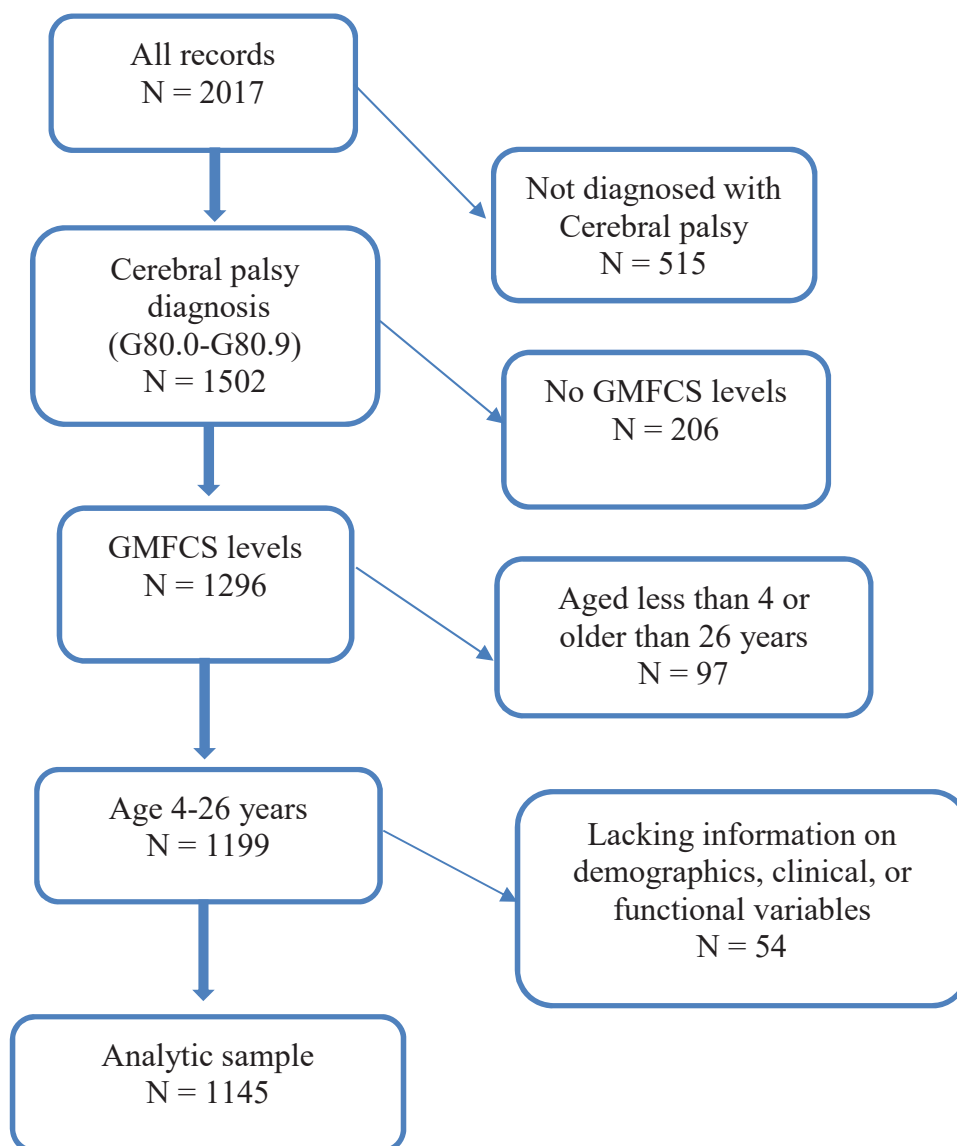 All records
N = 2017
Not diagnosed with
Cerebral palsy
N = 515
Cerebral palsy
diagnosis
(G80.0-G80.9)
N = 1502
No GMFCS levels
N = 206
GMFCS levels
N = 1296
Aged less than 4 or
older than 26 years
N = 97
Age 4-26 years
N = 1199
Lacking information on
demographics, clinical, or
functional variables
N = 54
Analytic sample
N = 1145